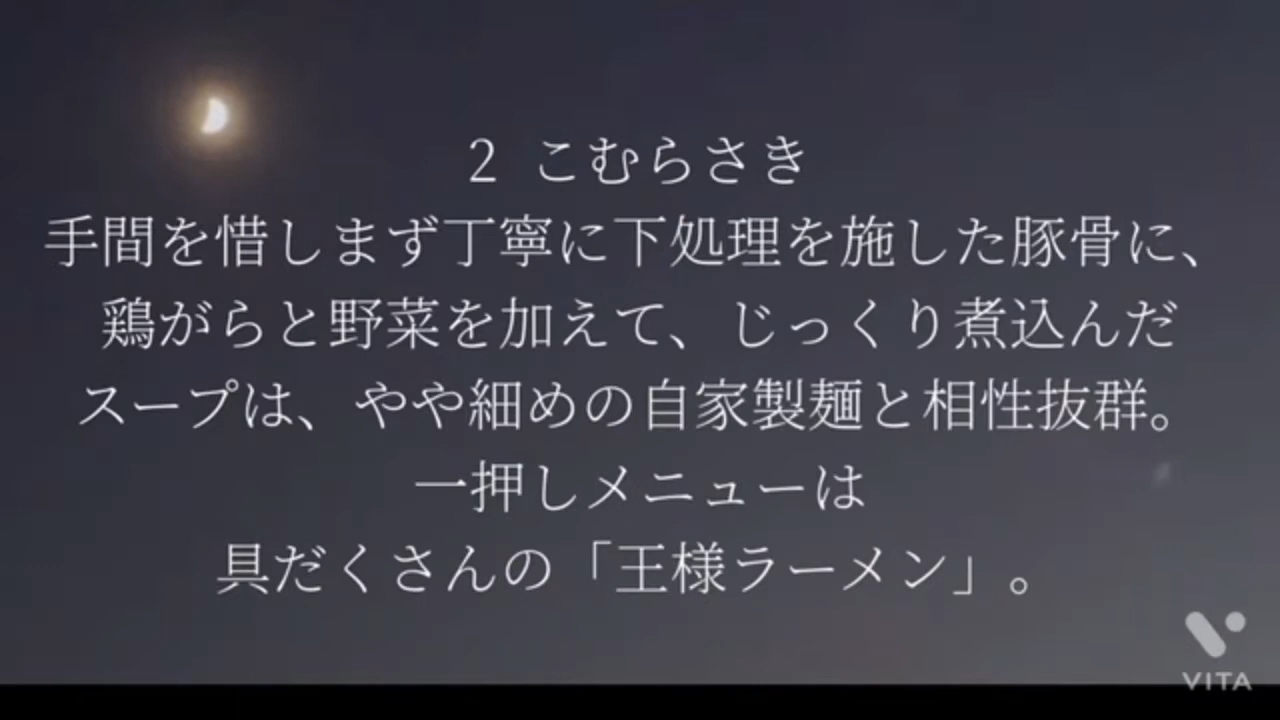 2 こむらさき
手間を惜しまず丁寧に下処理を施した豚骨に、
鶏がらと野菜を加えて、じっくり煮込んだ
スープは、やや細めの自家製麺と相性抜群。
一押しメニューは
具だくさんの「王様ラーメン」。
VITA